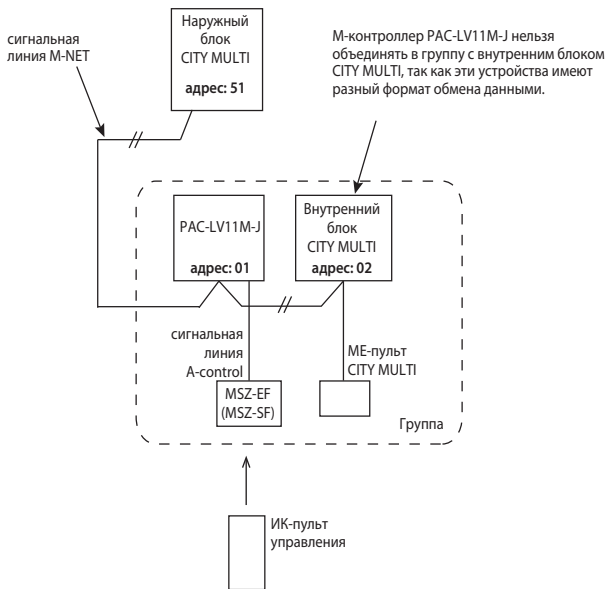 сигнальная
линия M-NET
Наружный
блок
CITY MULTI
адрес: 51
М-контроллер PAC-LV11M-J нельзя
объединять в группу с внутренним блоком
CITY MULTI, так как эти устройства имеют
разный формат обмена данными.
PAC-LV11M-J
адрес: 01
Внутренний
блок
CITY MULTI
адрес: 02
сигнальная
линия
A-control
ME-пульт
CITY MULTI
MSZ-EF
(MSZ-SF)
Группа
ИК-пульт
управления